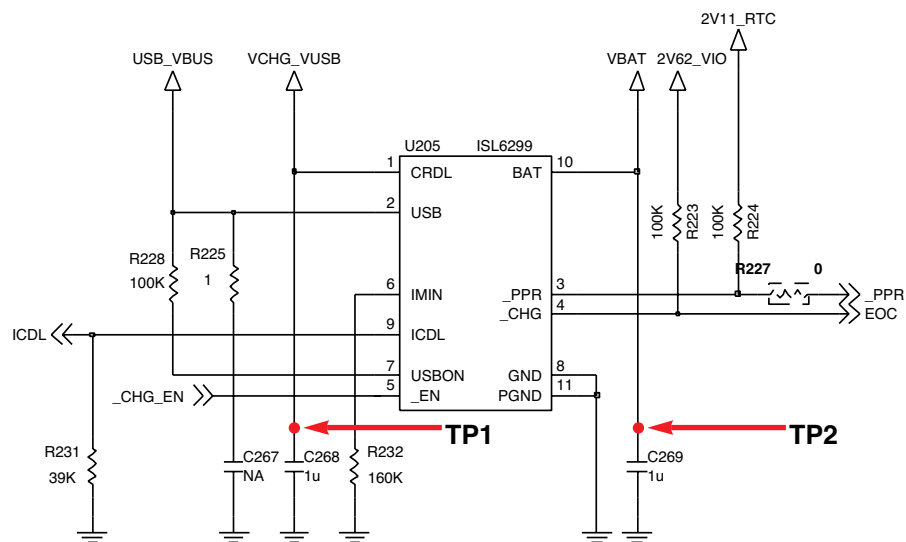 2V11_RTC
USB_VBUS
VCHG_VUSB
VBAT
2V62_VIO
U205
ISL6299
1
CRDL
BAT
10
2
USB
100K
R223
100K
R224
R228
100K
R225
1
R227
0
6
IMIN
_PPR
3
_PPR
_CHG
4
EOC
ICDL
9
ICDL
7
USBON
GND
8
_CHG_EN
5
_EN
PGND
11
TP1
TP2
R231
39K
C267
NA
C268
1u
R232
160K
C269
1u